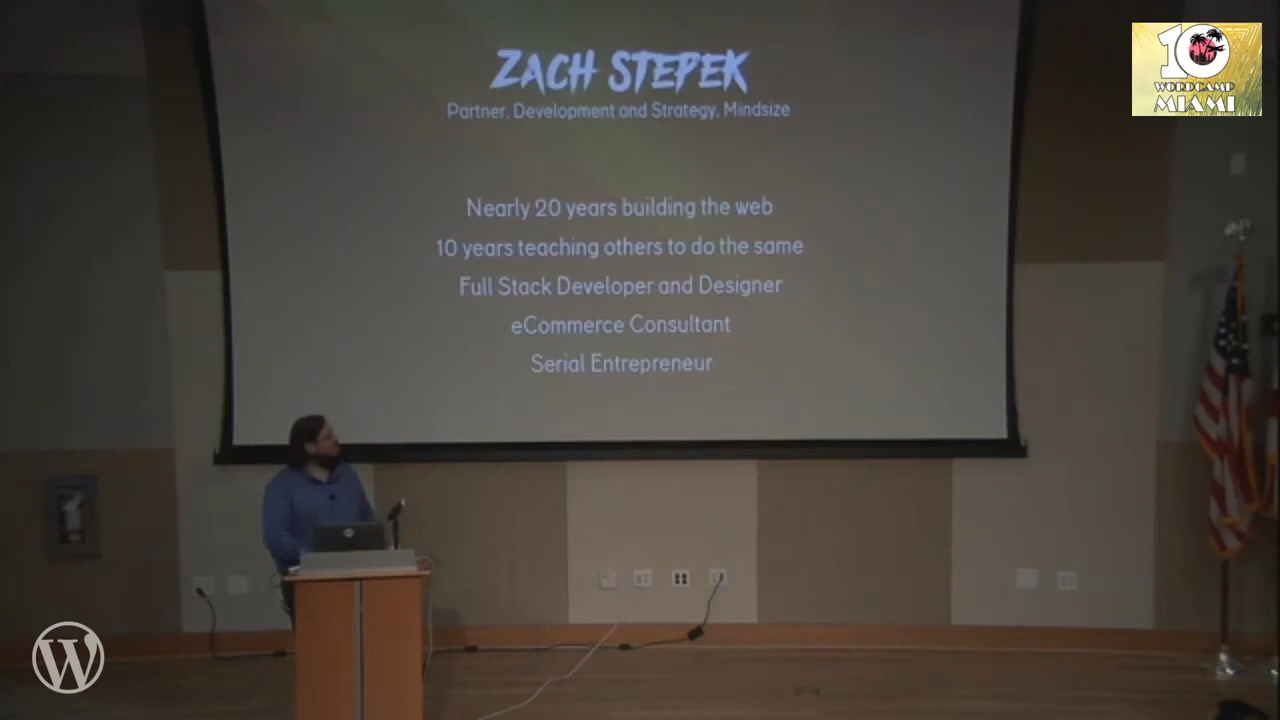 ZACH STEPEK
Partner, Development and Strategy, Mindsize
Nearly 20 years building the web
10 years teaching others to do the same
Full Stack Developer and Designer
eCommerce Consultant
Serial Entrepreneur
10
WORDCAMP
MIAMI
W